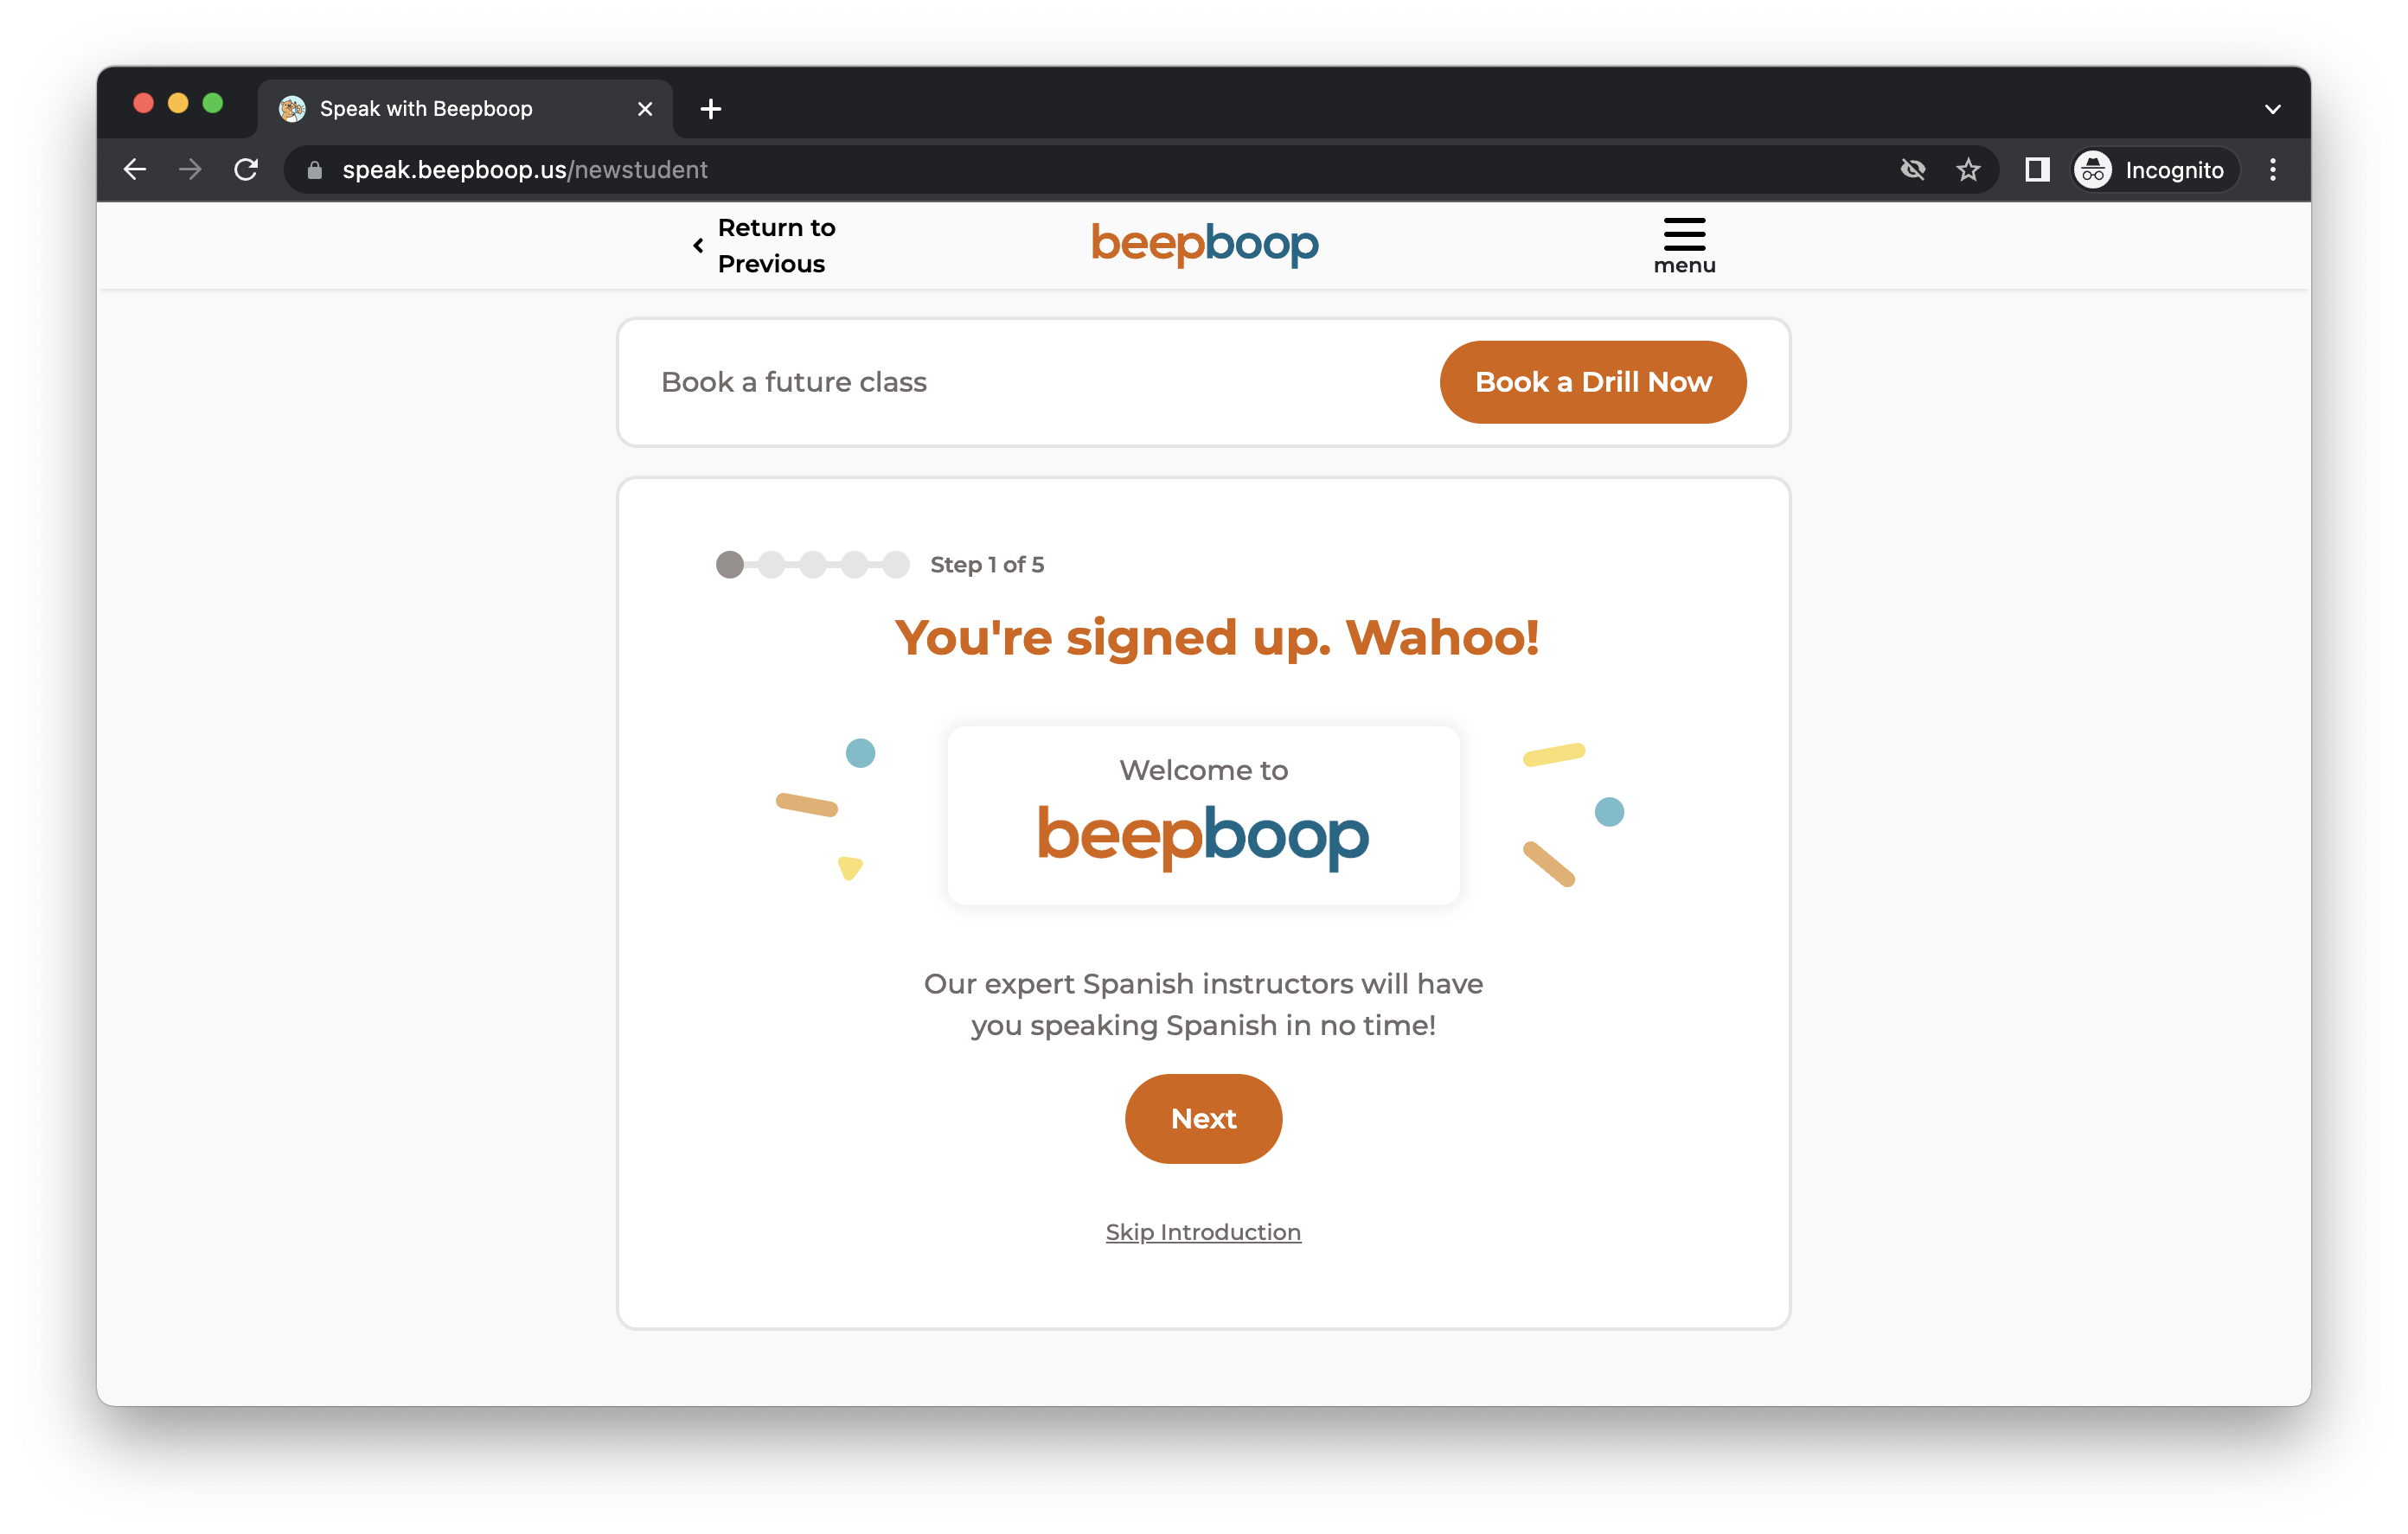 Speak with Beepboop
speak.beepboop.us/newstudent
Incognito
Return to
Previous
beepboop
menu
Book a future class
Book a Drill Now
Step 1 of 5
You're signed up. Wahoo!
Welcome to
beepboop
Our expert Spanish instructors will have
you speaking Spanish in no time!
Next
Skip Introduction